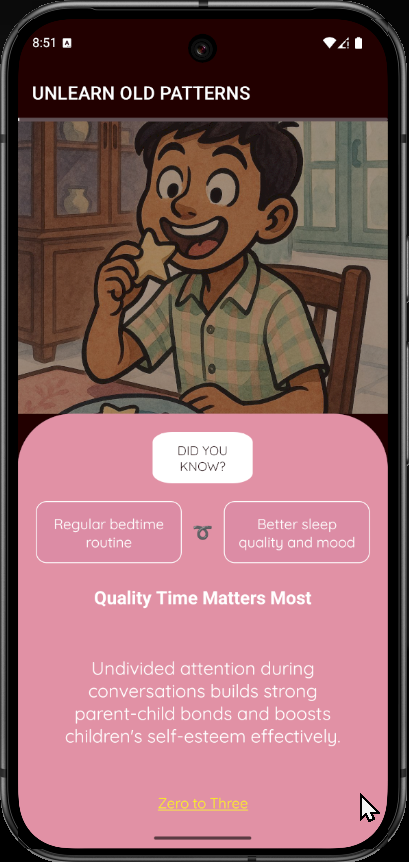 8:51
UNLEARN OLD PATTERNS
DID YOU
KNOW?
Regular bedtime
routine
Better sleep
quality and mood
Quality Time Matters Most
Undivided attention during
conversations builds strong
parent-child bonds and boosts
children's self-esteem effectively.
Zero to Three